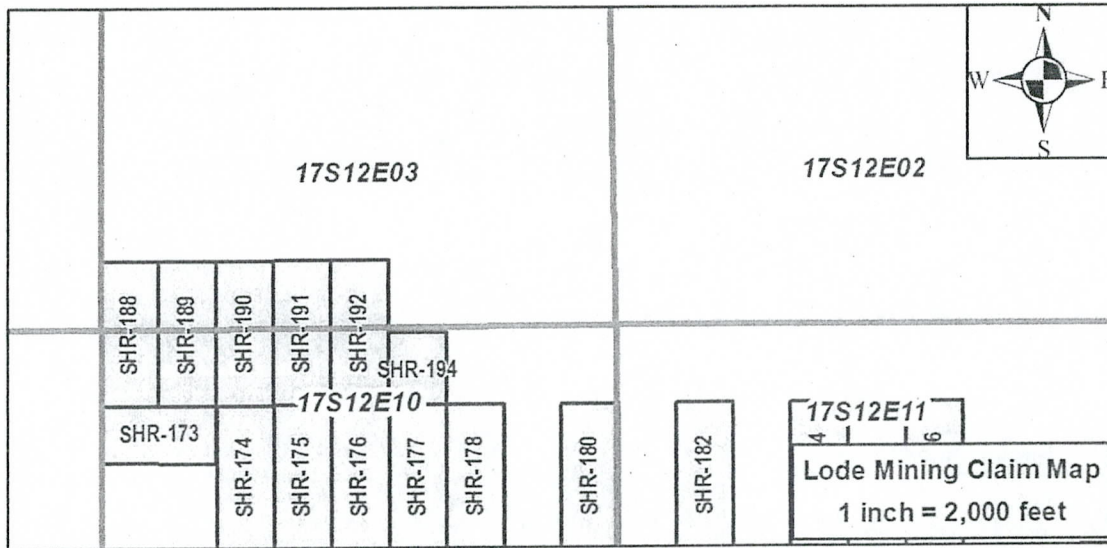 N
W
S
17S12E03
17S12E02
SHR-188
SHR-189
SHR-190
SHR-191
SHR-192
SHR-194
17S12E10
17S12E11
SHR-173
SHR-174
SHR-175
SHR-176
SHR-177
SHR-178
SHR-180
SHR-182
4
6
Lode Mining Claim Map
1 inch = 2,000 feet